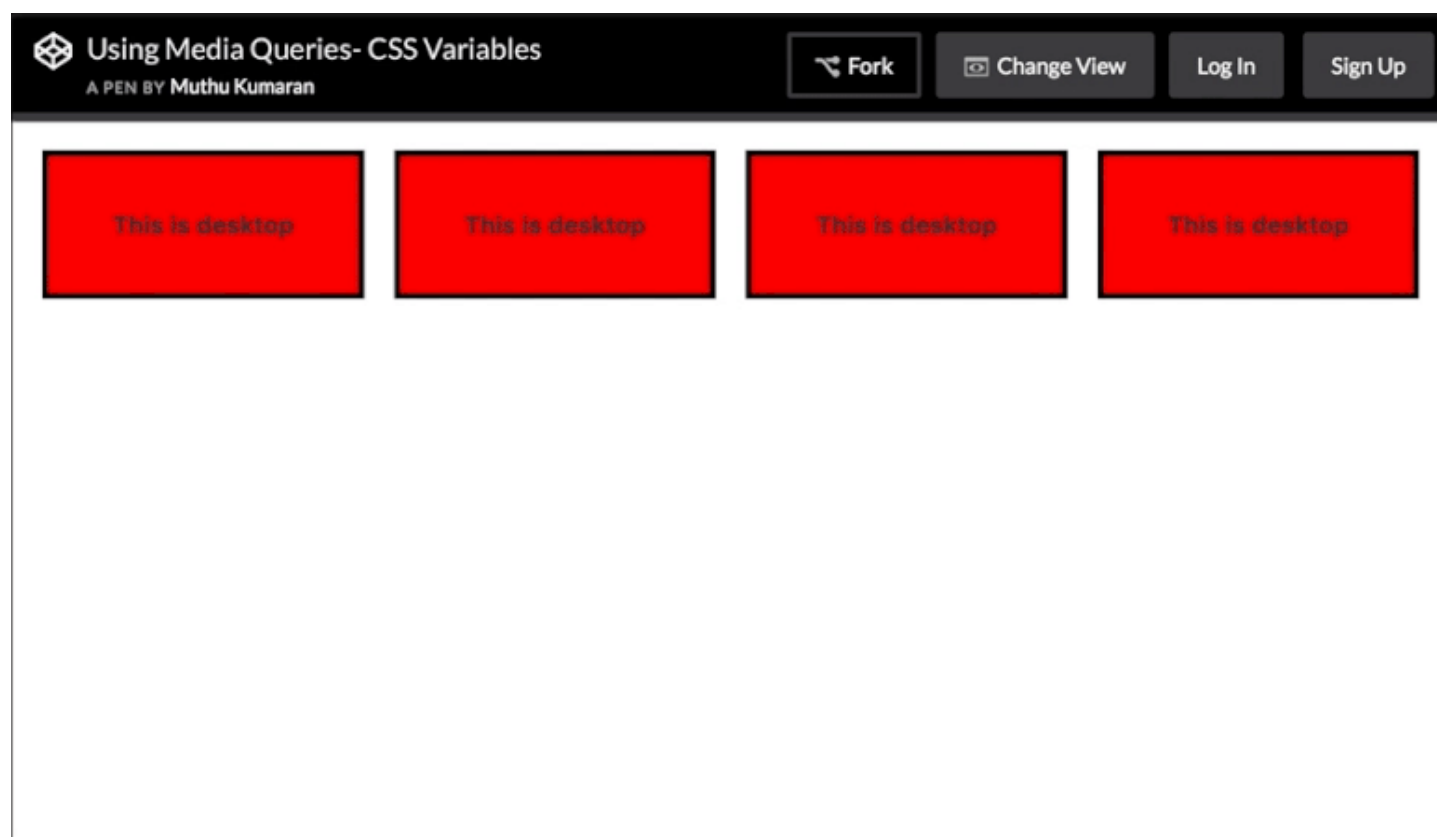 Using Media Queries- CSS Variables
A PEN BY Muthu Kumaran
Fork
Change View
Log In
Sign Up
This is desktop
This is desktop
This is desktop
This is desktop